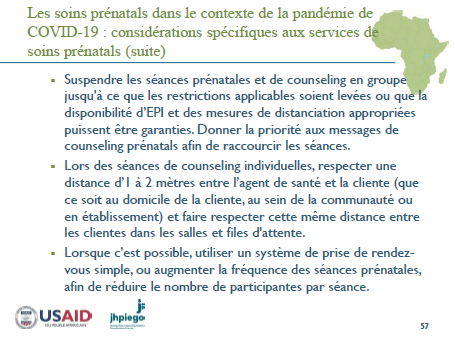 Les soins prénatals dans le contexte de la pandémie de
COVID-19 : considérations spécifiques aux services de
soins prénatals (suite)
▪ Suspendre les séances prénatales et de counseling en groupe
jusqu'à ce que les restrictions applicables soient levées ou que la
disponibilité d'EPI et des mesures de distanciation appropriées
puissent être garanties. Donner la priorité aux messages de
counseling prénatals afin de raccourcir les séances.
▪ Lors des séances de counseling individuelles, respecter une
distance d'1 à 2 mètres entre l'agent de santé et la cliente (que
ce soit au domicile de la cliente, au sein de la communauté ou
en établissement) et faire respecter cette même distance entre
les clientes dans les salles et files d'attente.
▪ Lorsque c'est possible, utiliser un système de prise de rendez-
vous simple, ou augmenter la fréquence des séances prénatales,
afin de réduire le nombre de participantes par séance.
USAID
jhpiego
57